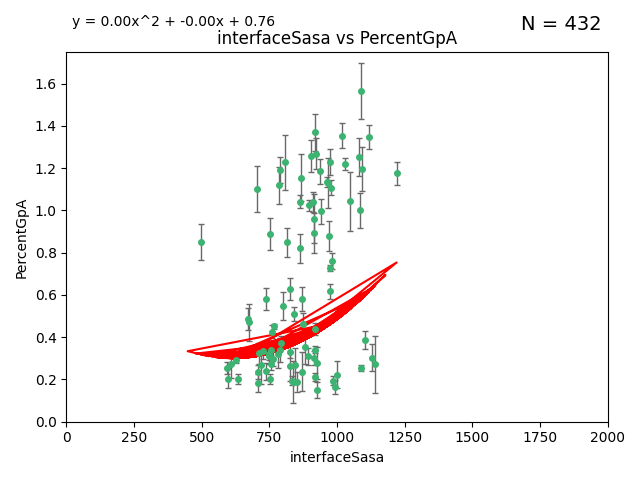 y = 0.00x^2 + -0.00x + 0.76
N = 432
interfaceSasa vs PercentGpA
PercentGpA
1.6
1.4
1.2
1.0
0.8
0.6
0.4
0.2
0.0
0 250 500 750 1000 1250 1500 1750 2000
interfaceSasa